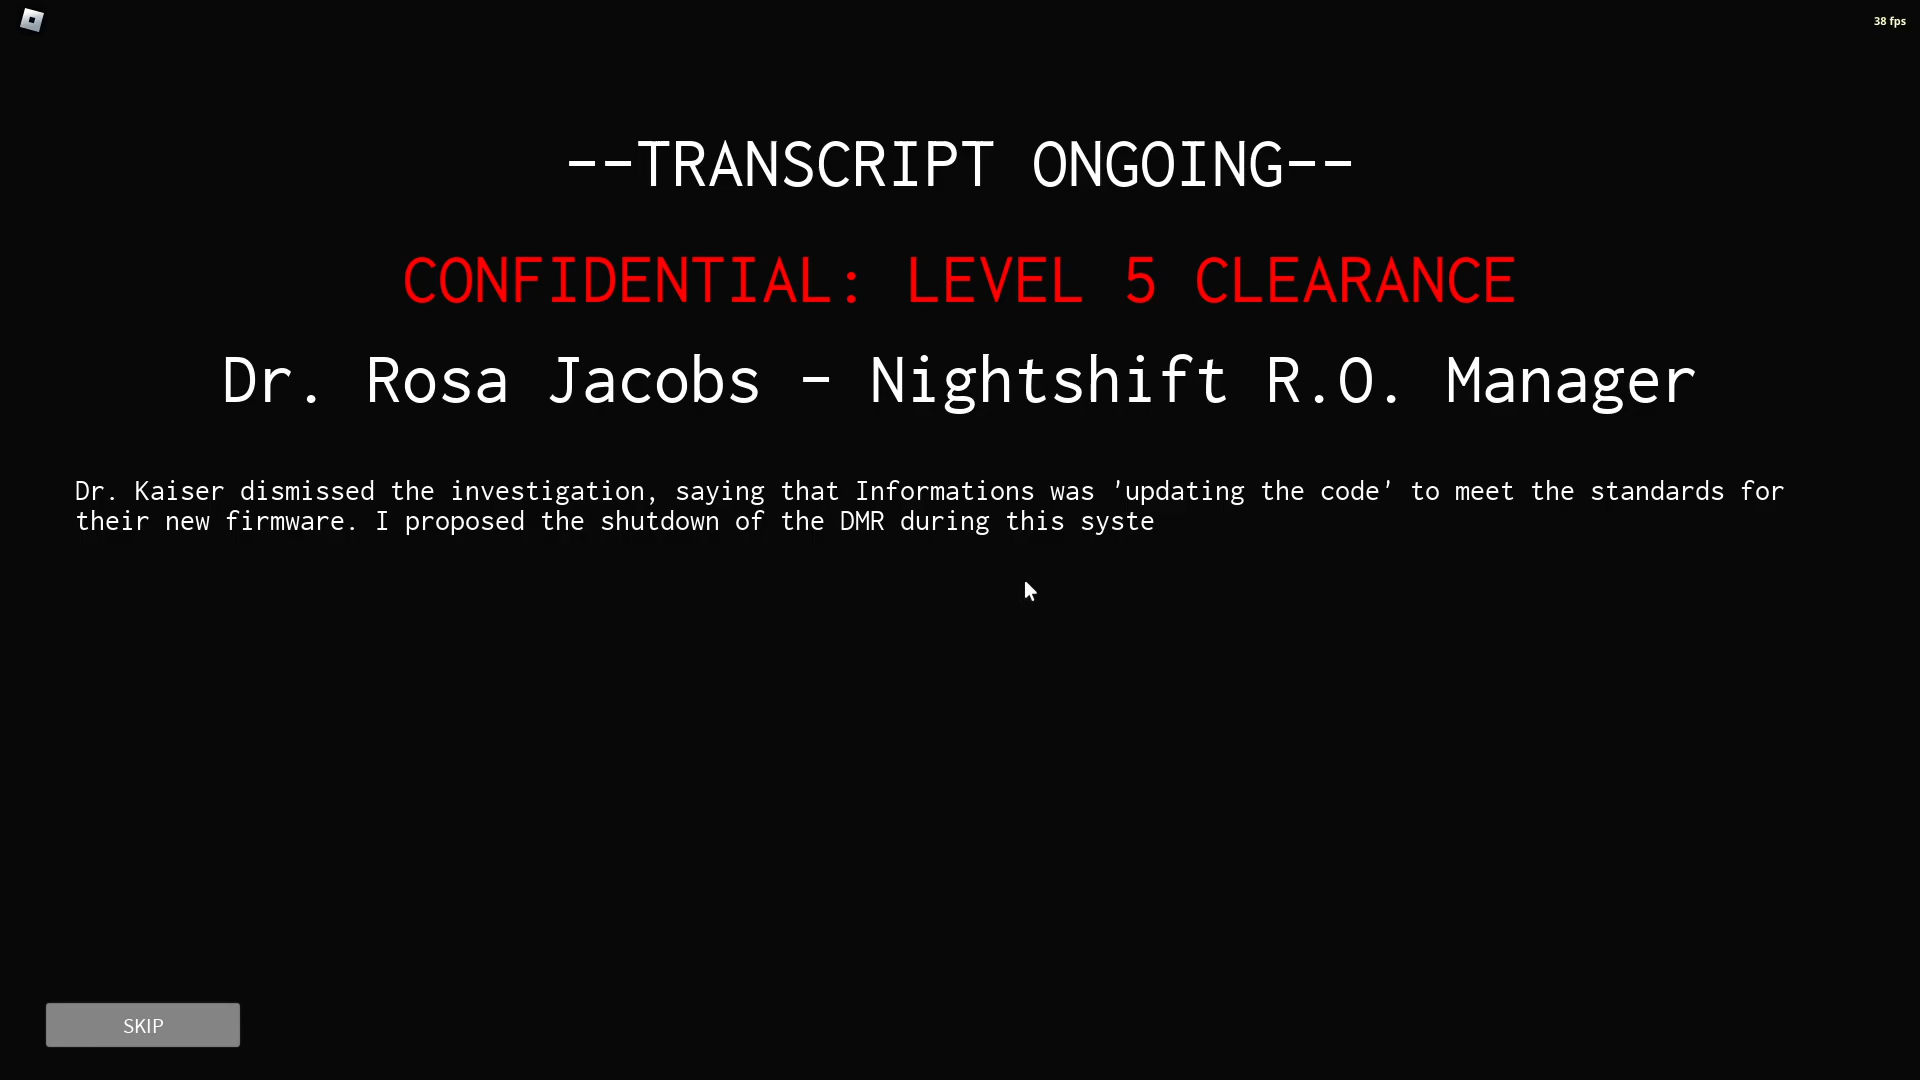 38 fps
--TRANSCRIPT ONGOING--
CONFIDENTIAL: LEVEL 5 CLEARANCE
Dr. Rosa Jacobs - Nightshift R.O. Manager
Dr. Kaiser dismissed the investigation, saying that Informations was 'updating the code' to meet the standards for
their new firmware. I proposed the shutdown of the DMR during this syste
SKIP